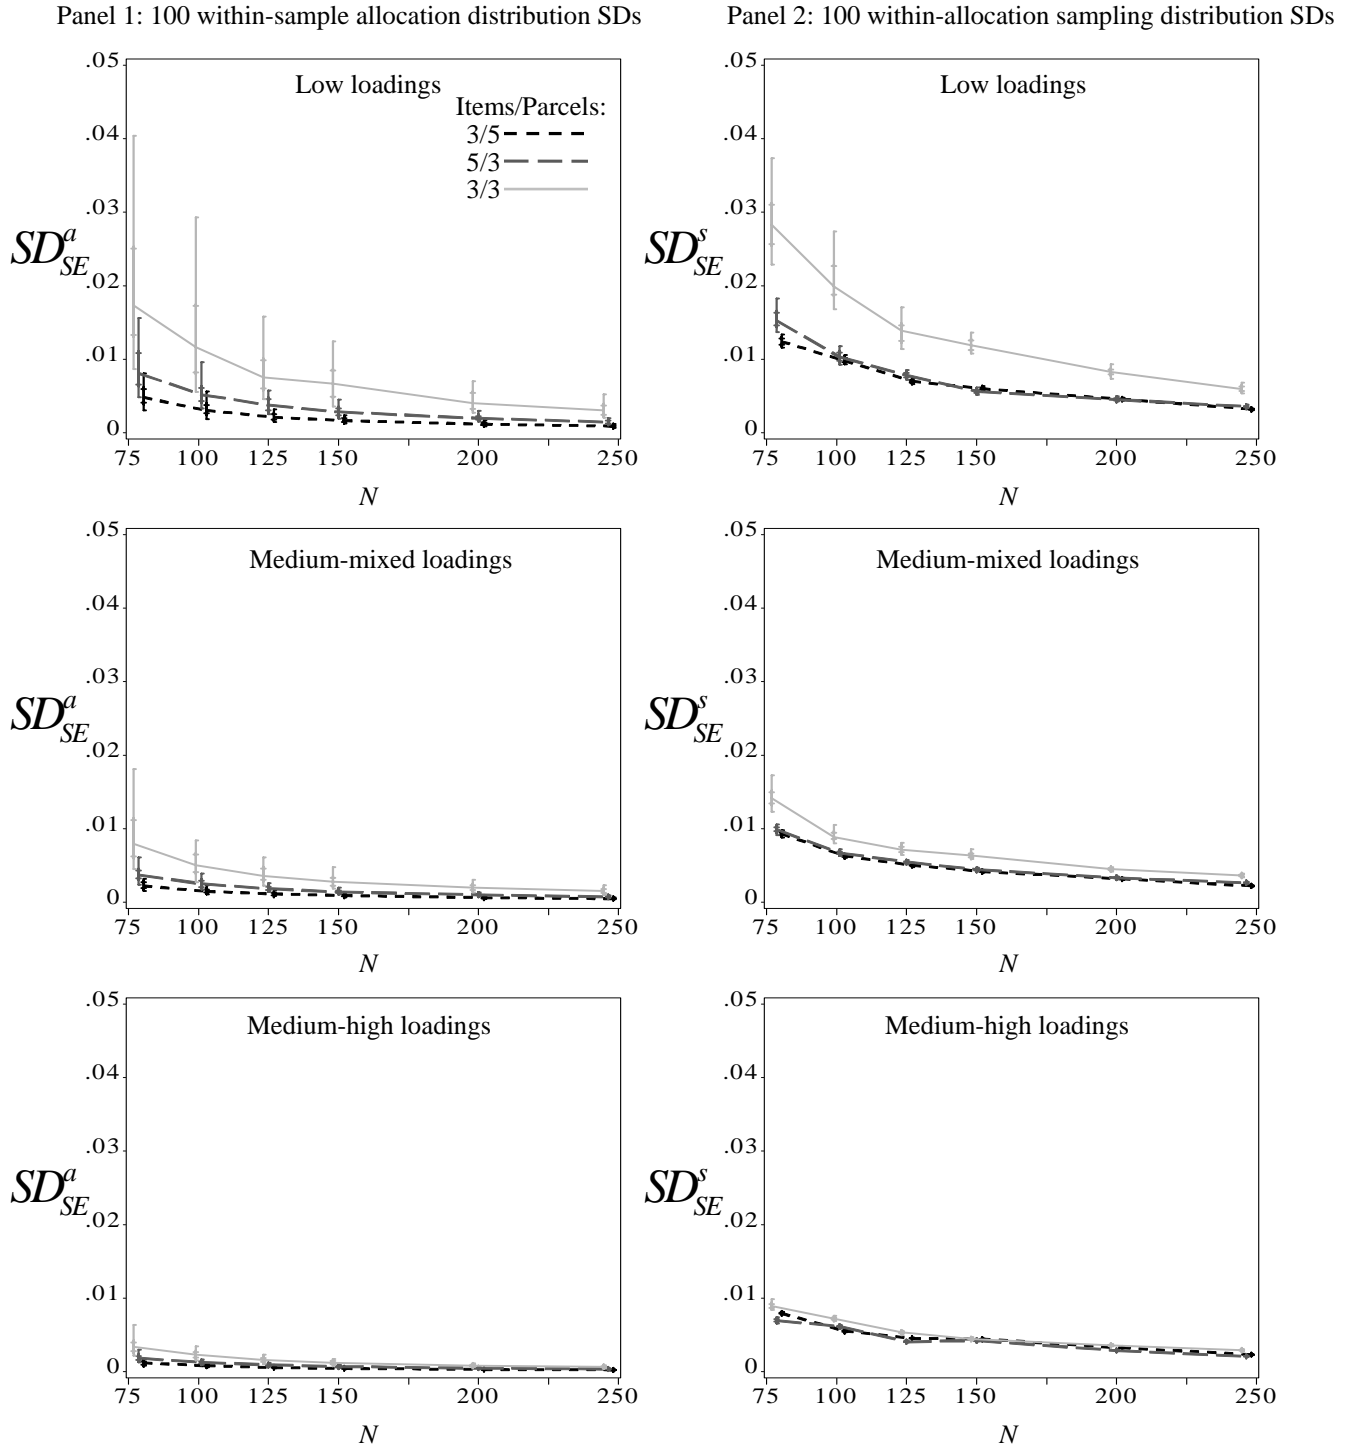 Panel 1: 100 within-sample allocation distribution SDs
Panel 2: 100 within-allocation sampling distribution SDs
Low loadings
Items/Parcels:
3/5
5/3
3/3
.05
.04
.03
.02
.01
0
SD^a_SE
75 100 125 150 200 250
N
Low loadings
.05
.04
.03
.02
.01
0
SD^s_SE
75 100 125 150 200 250
N
Medium-mixed loadings
.05
.04
.03
.02
.01
0
SD^a_SE
75 100 125 150 200 250
N
Medium-mixed loadings
.05
.04
.03
.02
.01
0
SD^s_SE
75 100 125 150 200 250
N
Medium-high loadings
.05
.04
.03
.02
.01
0
SD^a_SE
75 100 125 150 200 250
N
Medium-high loadings
.05
.04
.03
.02
.01
0
SD^s_SE
75 100 125 150 200 250
N